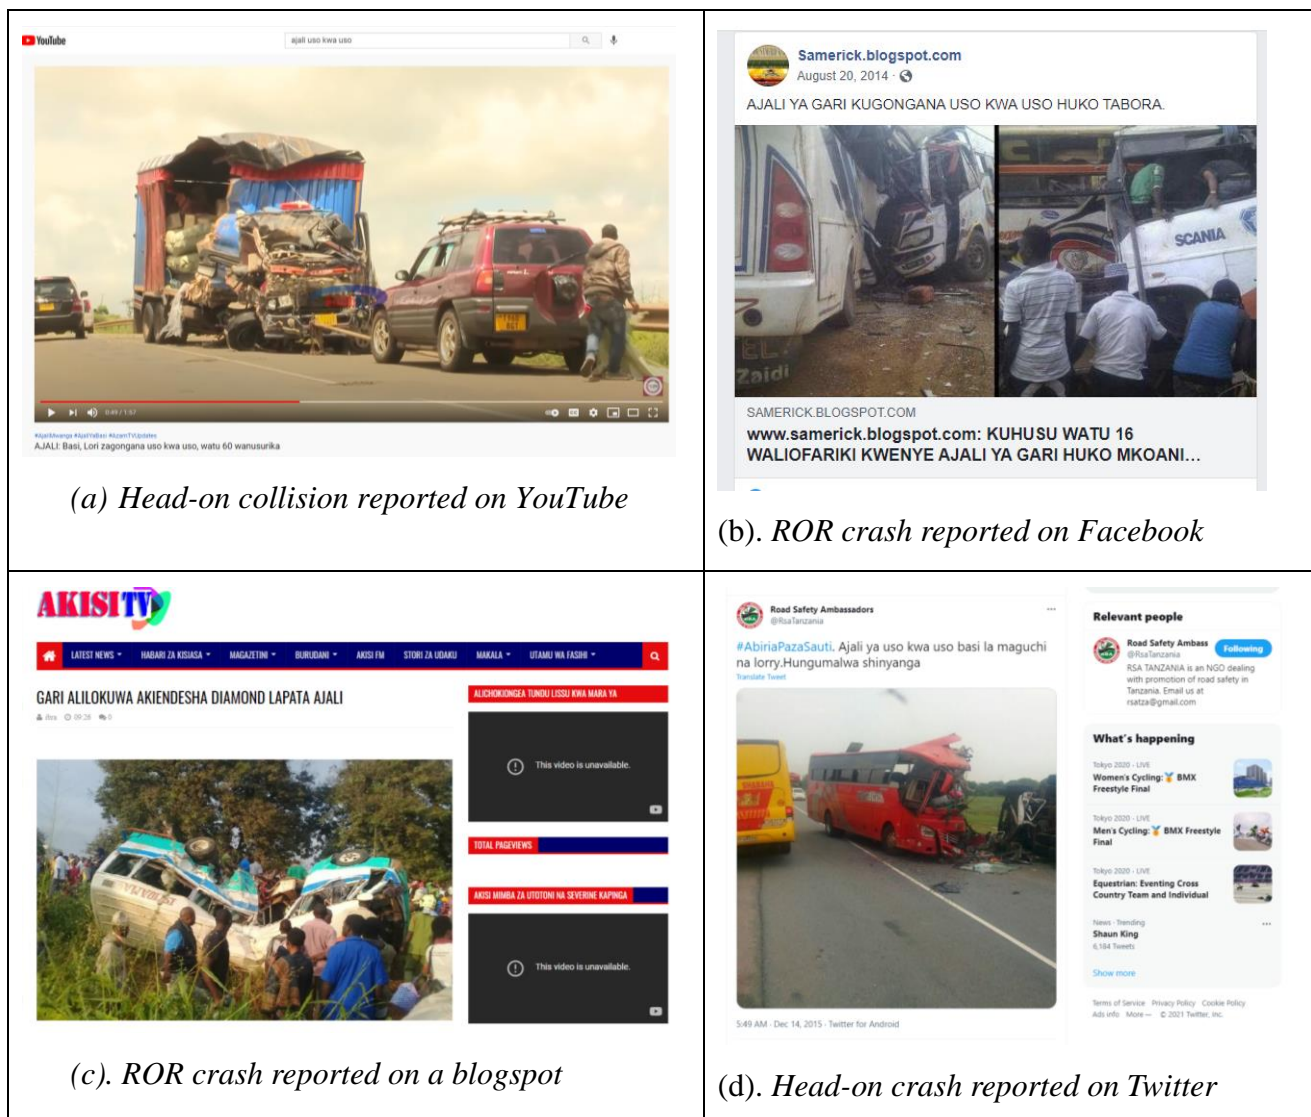 YouTube
ajali uso kwa uso
0:49 / 1:57
#AjaliMwanga #AjaliYaBasi #AzamTVUpdates
AJALI: Basi, Lori zagongana uso kwa uso, watu 60 wanusurika
(a) Head-on collision reported on YouTube
Samerick.blogspot.com
August 20, 2014 ·
AJALI YA GARI KUGONGANA USO KWA USO HUKO TABORA.
SCANIA
Zaidi
SAMERICK.BLOGSPOT.COM
www.samerick.blogspot.com: KUHUSU WATU 16
WALIOFARIKI KWENYE AJALI YA GARI HUKO MKOANI...
(b). ROR crash reported on Facebook
AKISI TV
LATEST NEWS HABARI ZA KISIASA MAGAZETINI BURUDANI AKISI FM STORI ZA UDAKU MAKALA UTAMU WA FASIHI
GARI ALILOKUWA AKIENDESHA DIAMOND LAPATA AJALI
09:26 0
ALICHOKIONGEA TUNDU LISSU KWA MARA YA
This video is unavailable.
TOTAL PAGEVIEWS
AKISI MIMBA ZA UTOTONI NA SEVERINE KAPINGA
This video is unavailable.
(c). ROR crash reported on a blogspot
Road Safety Ambassadors
@RsaTanzania
#AbiriaPazaSauti. Ajali ya uso kwa uso basi la maguchi
na lorry.Hungumalwa shinyanga
Translate Tweet
5:49 AM · Dec 14, 2015 · Twitter for Android
Relevant people
Road Safety Ambass
@RsaTanzania
Following
RSA TANZANIA is an NGO dealing
with promotion of road safety in
Tanzania. Email us at
rsatza@gmail.com
What's happening
Tokyo 2020 · LIVE
Women's Cycling: 🏅 BMX
Freestyle Final
Tokyo 2020 · LIVE
Men's Cycling: 🏅 BMX Freestyle
Final
Tokyo 2020 · LIVE
Equestrian: Eventing Cross
Country Team and Individual
News · Trending
Shaun King
6,184 Tweets
Show more
Terms of Service Privacy Policy Cookie Policy
Ads info More — © 2021 Twitter, Inc.
(d). Head-on crash reported on Twitter